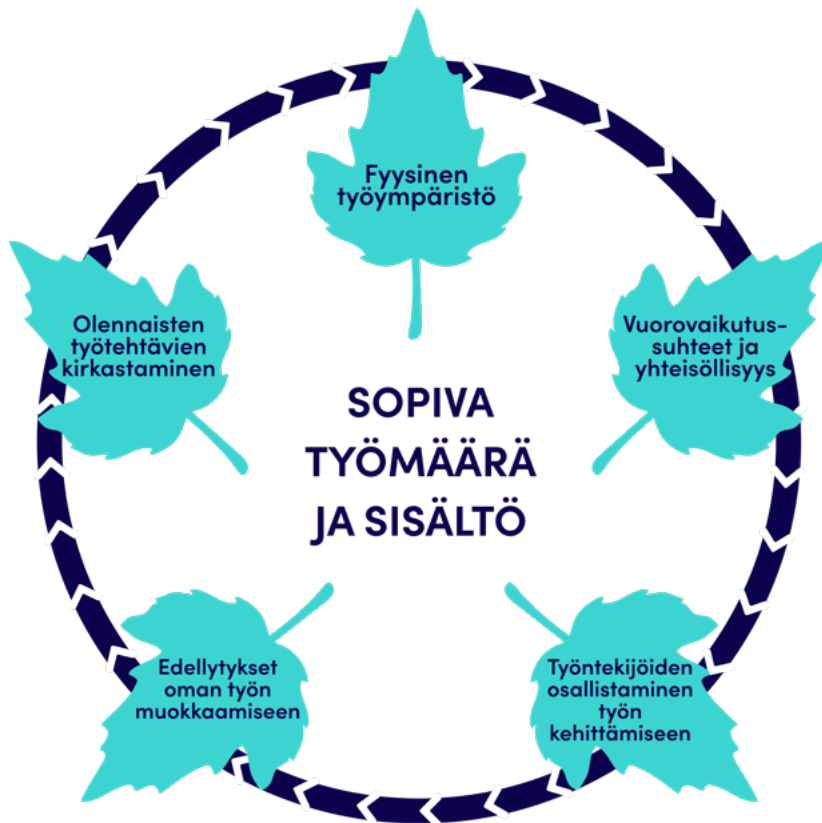 Fyysinen
työympäristö
Vuorovaikutus-
suhteet ja
yhteisöllisyys
Työntekijöiden
osallistaminen
työn
kehittämiseen
Edellytykset
oman työn
muokkaamiseen
Olennaisten
työtehtävien
kirkastaminen
SOPIVA
TYÖMÄÄRÄ
JA SISÄLTÖ